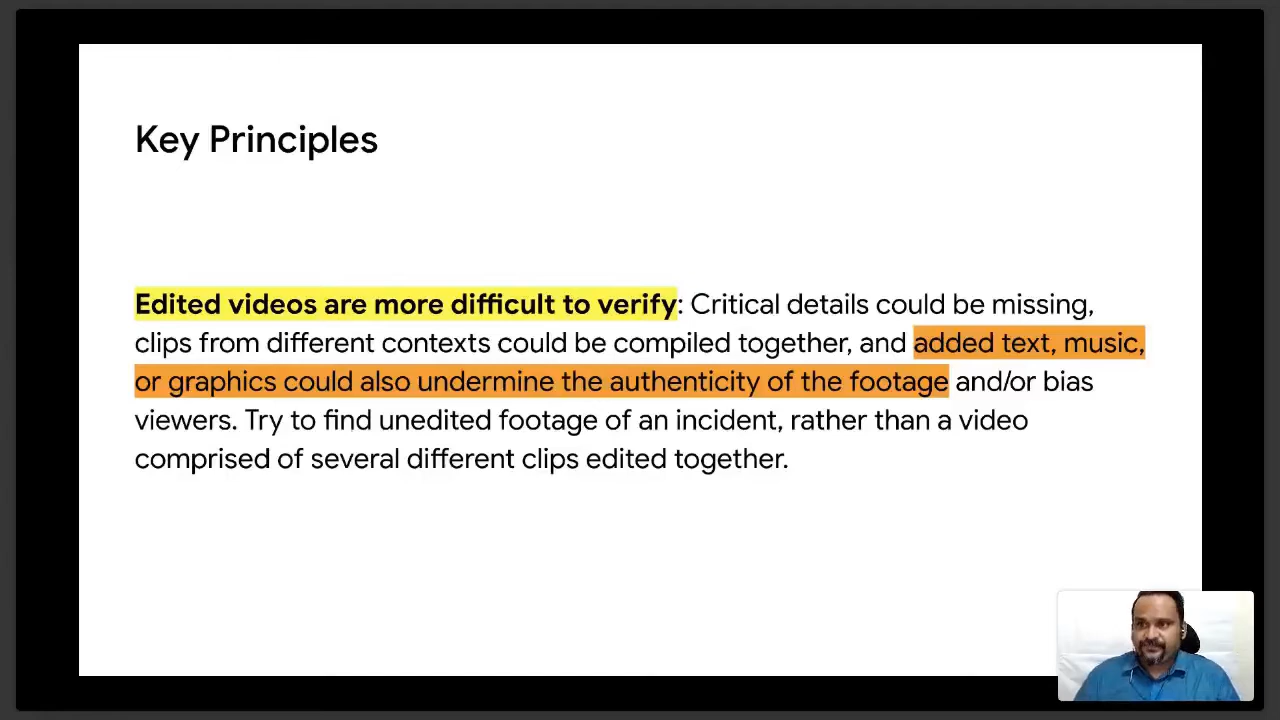 Key Principles
Edited videos are more difficult to verify: Critical details could be missing,
clips from different contexts could be compiled together, and added text, music,
or graphics could also undermine the authenticity of the footage and/or bias
viewers. Try to find unedited footage of an incident, rather than a video
comprised of several different clips edited together.